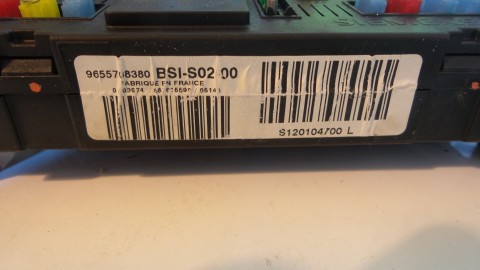 9655708380 BSI-S02-00
FABRIQUE EN FRANCE
S120104700 L